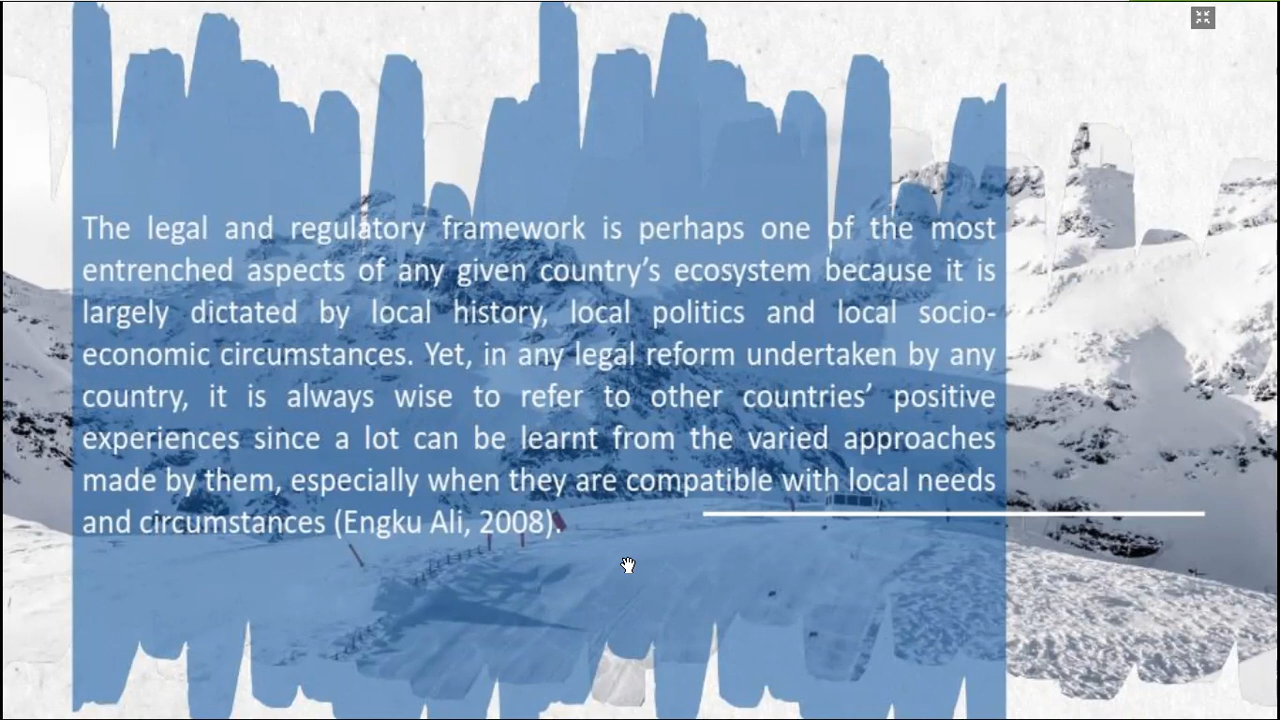 The legal and regulatory framework is perhaps one of the most
entrenched aspects of any given country’s ecosystem because it is
largely dictated by local history, local politics and local socio-
economic circumstances. Yet, in any legal reform undertaken by any
country, it is always wise to refer to other countries’ positive
experiences since a lot can be learnt from the varied approaches
made by them, especially when they are compatible with local needs
and circumstances (Engku Ali, 2008).